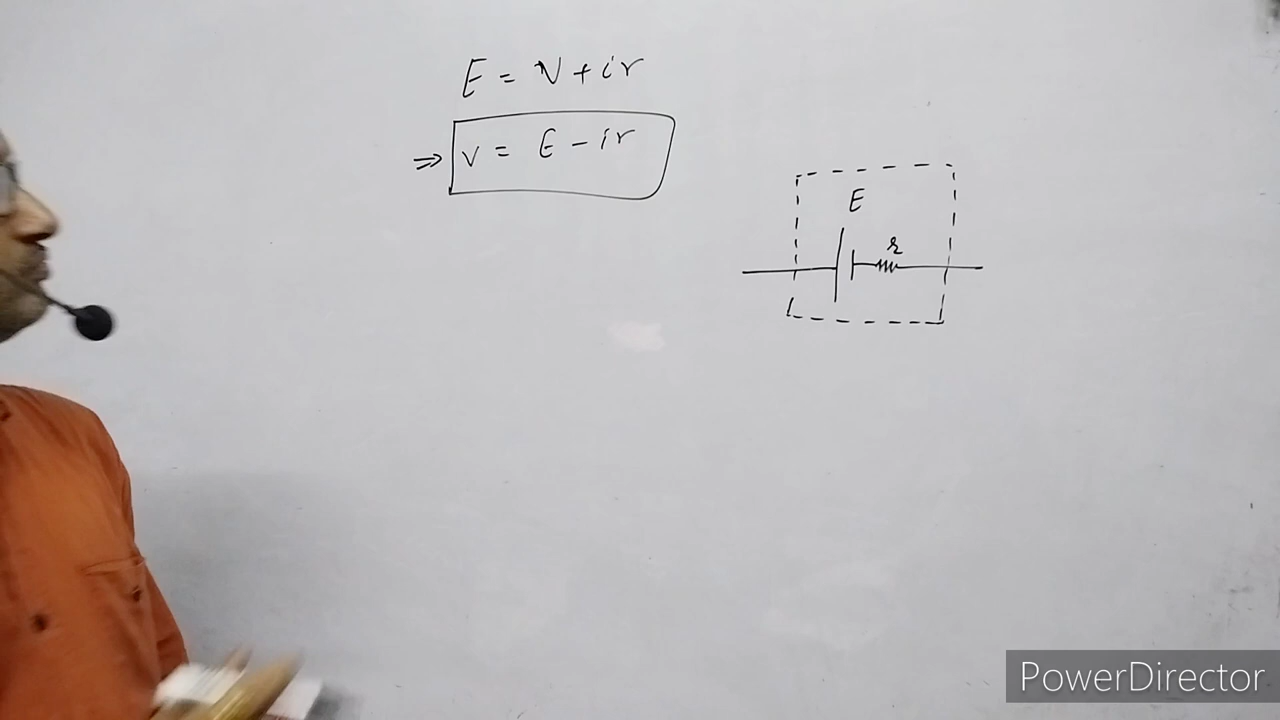 E = V + ir
⇒ V = E - ir
E
r
PowerDirector